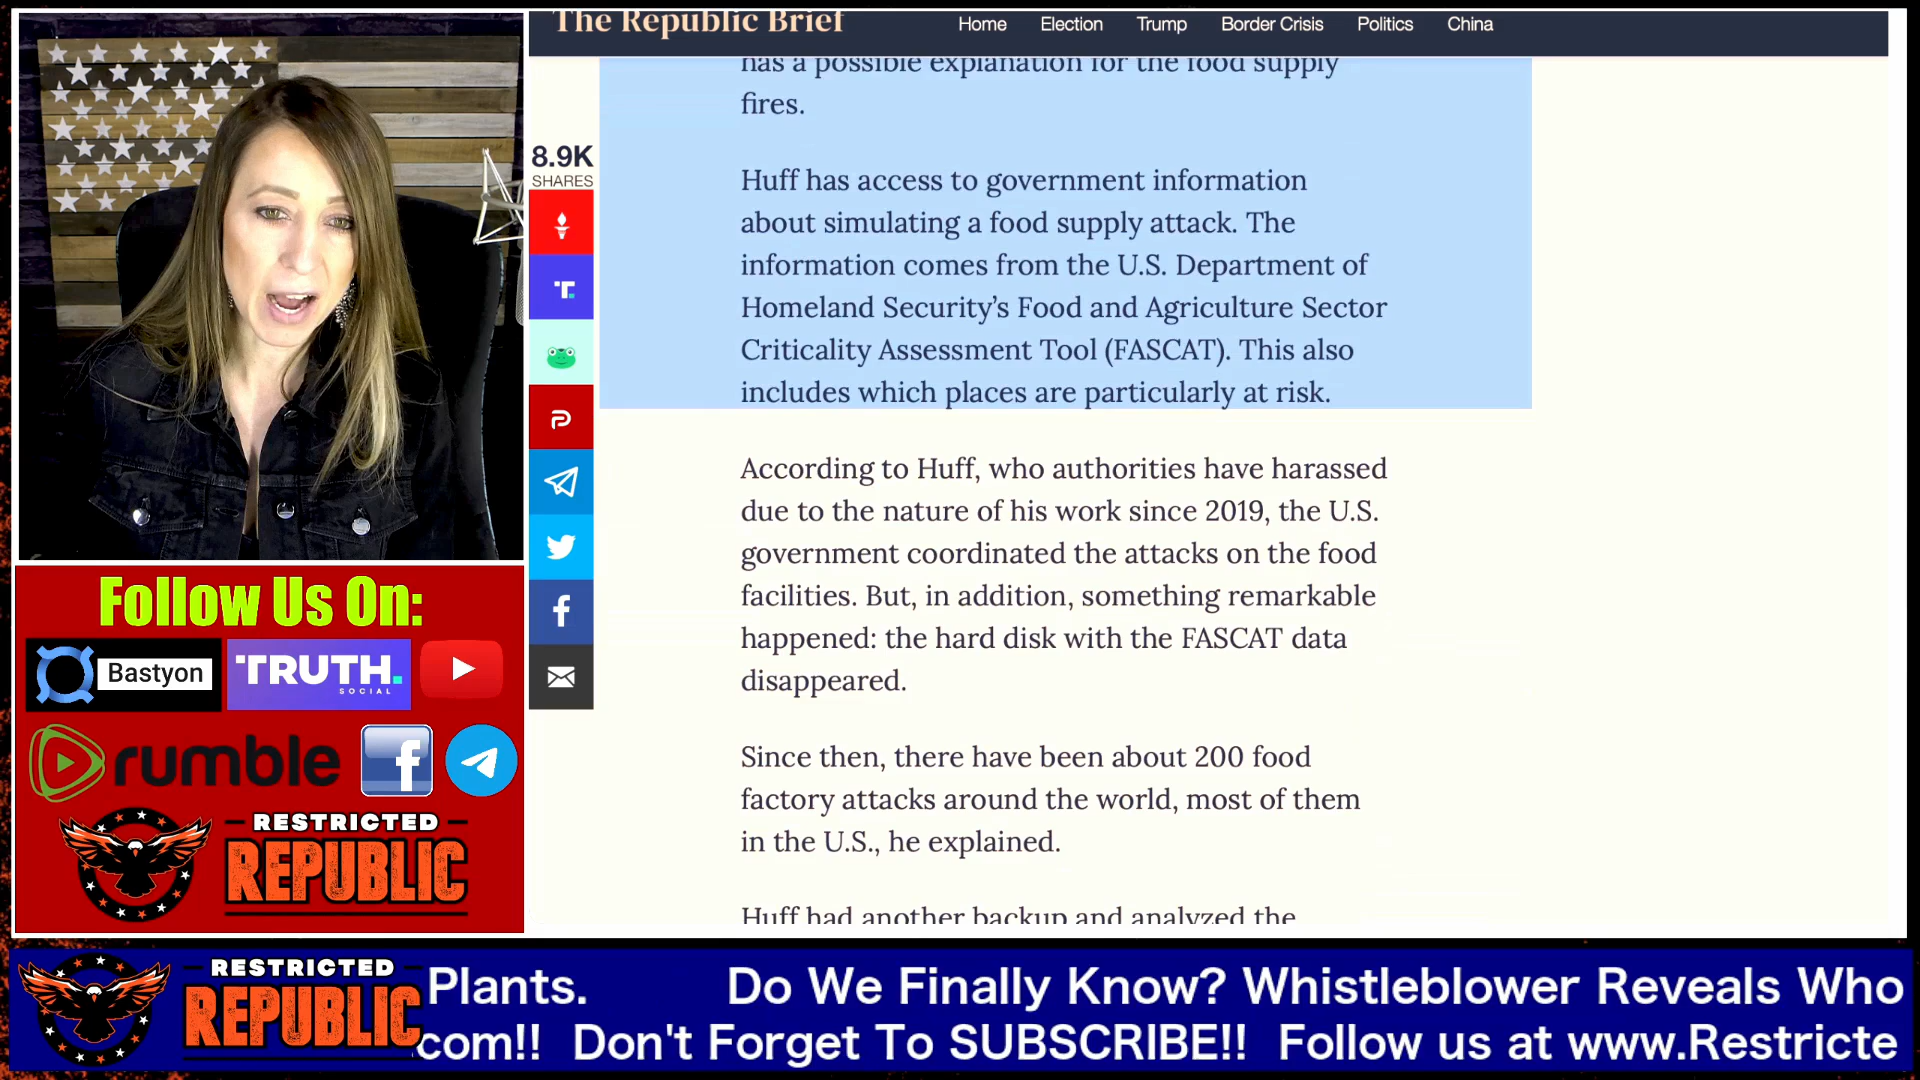 The Republic Brief
Home Election Trump Border Crisis Politics China
has a possible explanation for the food supply
fires.
8.9K
SHARES
Huff has access to government information
about simulating a food supply attack. The
information comes from the U.S. Department of
Homeland Security’s Food and Agriculture Sector
Criticality Assessment Tool (FASCAT). This also
includes which places are particularly at risk.
According to Huff, who authorities have harassed
due to the nature of his work since 2019, the U.S.
government coordinated the attacks on the food
facilities. But, in addition, something remarkable
happened: the hard disk with the FASCAT data
disappeared.
Since then, there have been about 200 food
factory attacks around the world, most of them
in the U.S., he explained.
Huff had another backup and analyzed the
Follow Us On:
Bastyon
TRUTH.
SOCIAL
rumble
RESTRICTED
REPUBLIC
RESTRICTED
REPUBLIC
Plants. Do We Finally Know? Whistleblower Reveals Who
com!! Don't Forget To SUBSCRIBE!! Follow us at www.Restricte